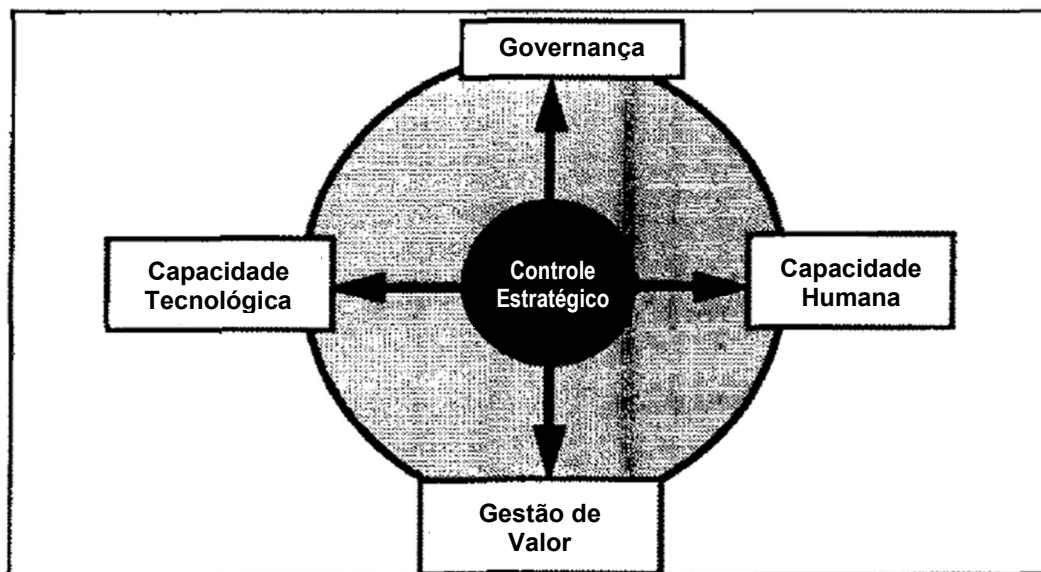 Governança
Capacidade
Tecnológica
Controle
Estratégico
Capacidade
Humana
Gestão de
Valor